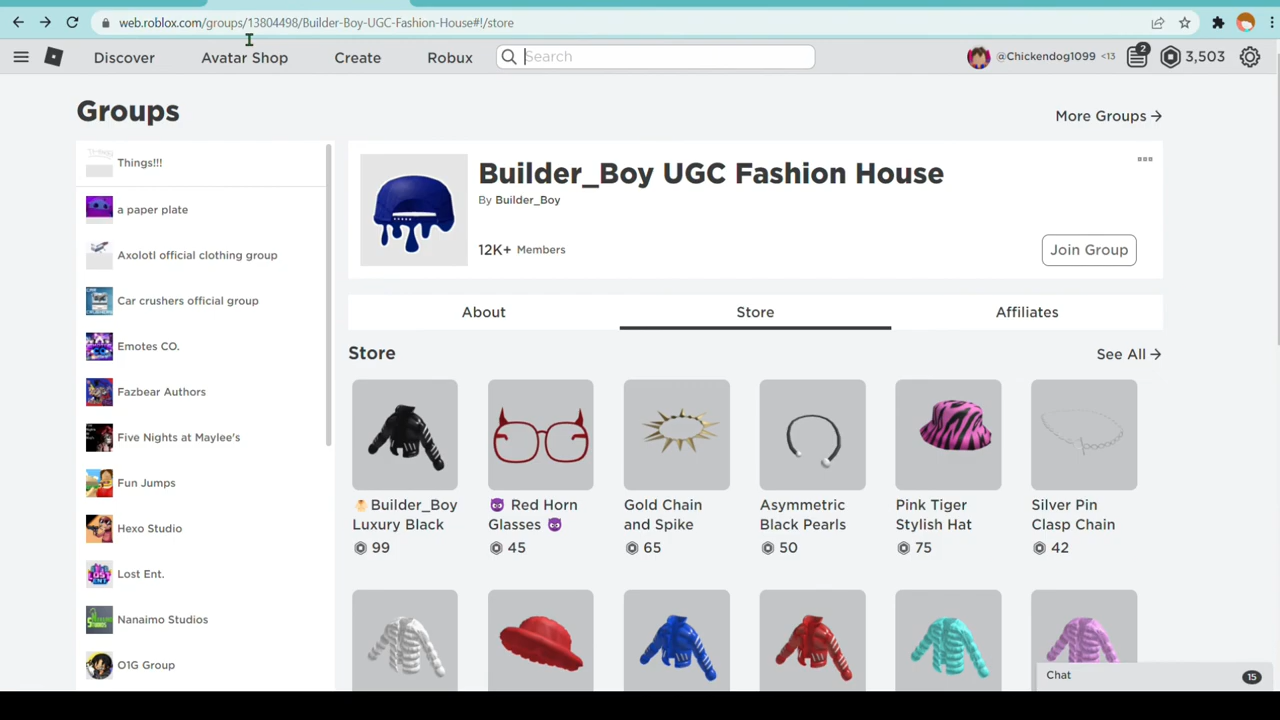 web.roblox.com/groups/13804498/Builder-Boy-UGC-Fashion-House#!/store
Discover
Avatar Shop
Create
Robux
Search
@Chickendog1099 <13
2
3,503
Groups
More Groups →
Things!!!
a paper plate
Axolotl official clothing group
Car crushers official group
Emotes CO.
Fazbear Authors
Five Nights at Maylee's
Fun Jumps
Hexo Studio
Lost Ent.
Nanaimo Studios
O1G Group
Builder_Boy UGC Fashion House
By Builder_Boy
12K+ Members
Join Group
About
Store
Affiliates
Store
See All →
👶Builder_Boy
Luxury Black
99
😈 Red Horn
Glasses 😈
45
Gold Chain
and Spike
65
Asymmetric
Black Pearls
50
Pink Tiger
Stylish Hat
75
Silver Pin
Clasp Chain
42
Chat
15